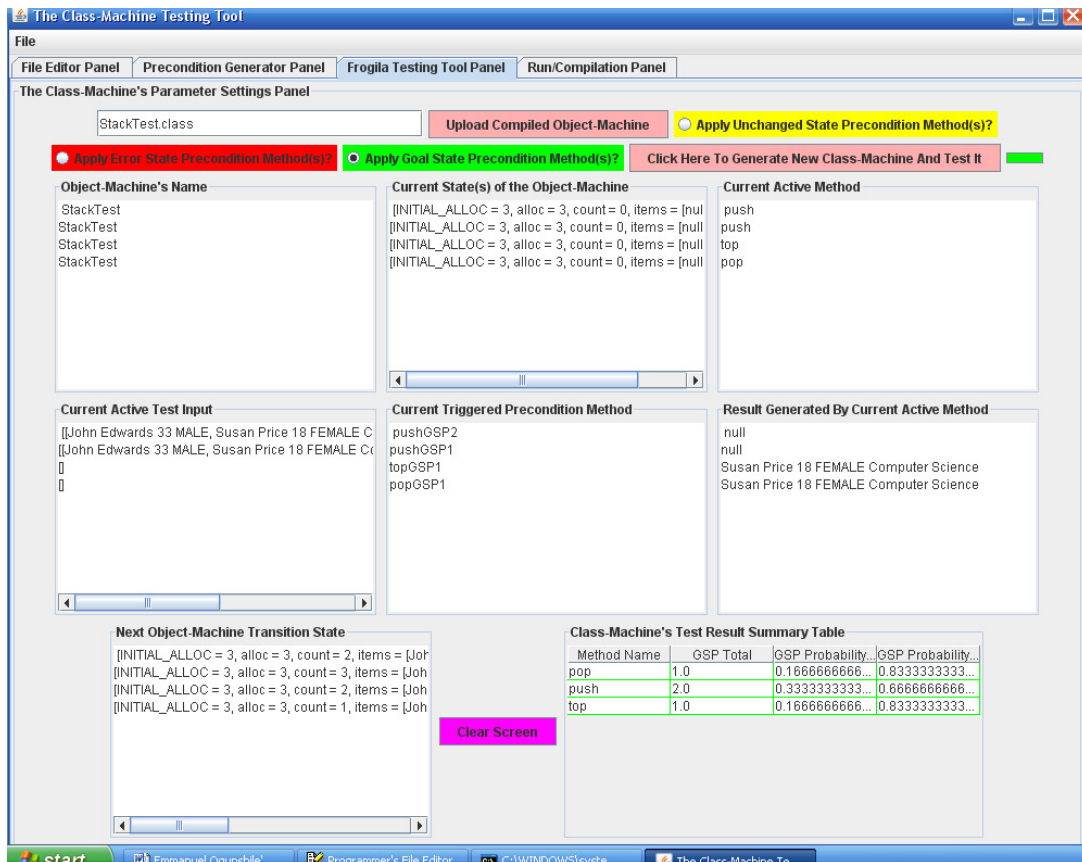 The Class-Machine Testing Tool
File
File Editor Panel Precondition Generator Panel Frogila Testing Tool Panel Run/Compilation Panel
The Class-Machine's Parameter Settings Panel
StackTest.class Upload Compiled Object-Machine Apply Unchanged State Precondition Method(s)?
Apply Error State Precondition Method(s)? Apply Goal State Precondition Method(s)? Click Here To Generate New Class-Machine And Test It
Object-Machine's Name
StackTest
StackTest
StackTest
StackTest
Current State(s) of the Object-Machine
[INITIAL_ALLOC = 3, alloc = 3, count = 0, items = [nul
[INITIAL_ALLOC = 3, alloc = 3, count = 0, items = [null
[INITIAL_ALLOC = 3, alloc = 3, count = 0, items = [null
[INITIAL_ALLOC = 3, alloc = 3, count = 0, items = [null
Current Active Method
push
push
top
pop
Current Active Test Input
[[John Edwards 33 MALE, Susan Price 18 FEMALE C
[[John Edwards 33 MALE, Susan Price 18 FEMALE Co
[]
[]
Current Triggered Precondition Method
pushGSP2
pushGSP1
topGSP1
popGSP1
Result Generated By Current Active Method
null
null
Susan Price 18 FEMALE Computer Science
Susan Price 18 FEMALE Computer Science
Next Object-Machine Transition State
[INITIAL_ALLOC = 3, alloc = 3, count = 2, items = [Joh
[INITIAL_ALLOC = 3, alloc = 3, count = 3, items = [Joh
[INITIAL_ALLOC = 3, alloc = 3, count = 2, items = [Joh
[INITIAL_ALLOC = 3, alloc = 3, count = 1, items = [Joh
Clear Screen
Class-Machine's Test Result Summary Table
Method Name GSP Total GSP Probability... GSP Probability...
pop 1.0 0.1666666666... 0.8333333333...
push 2.0 0.3333333333... 0.6666666666...
top 1.0 0.1666666666... 0.8333333333...
start Emmanuel Ogunshile' Programmer's File Editor C:\WINDOWS\syste The Class-Machine Te